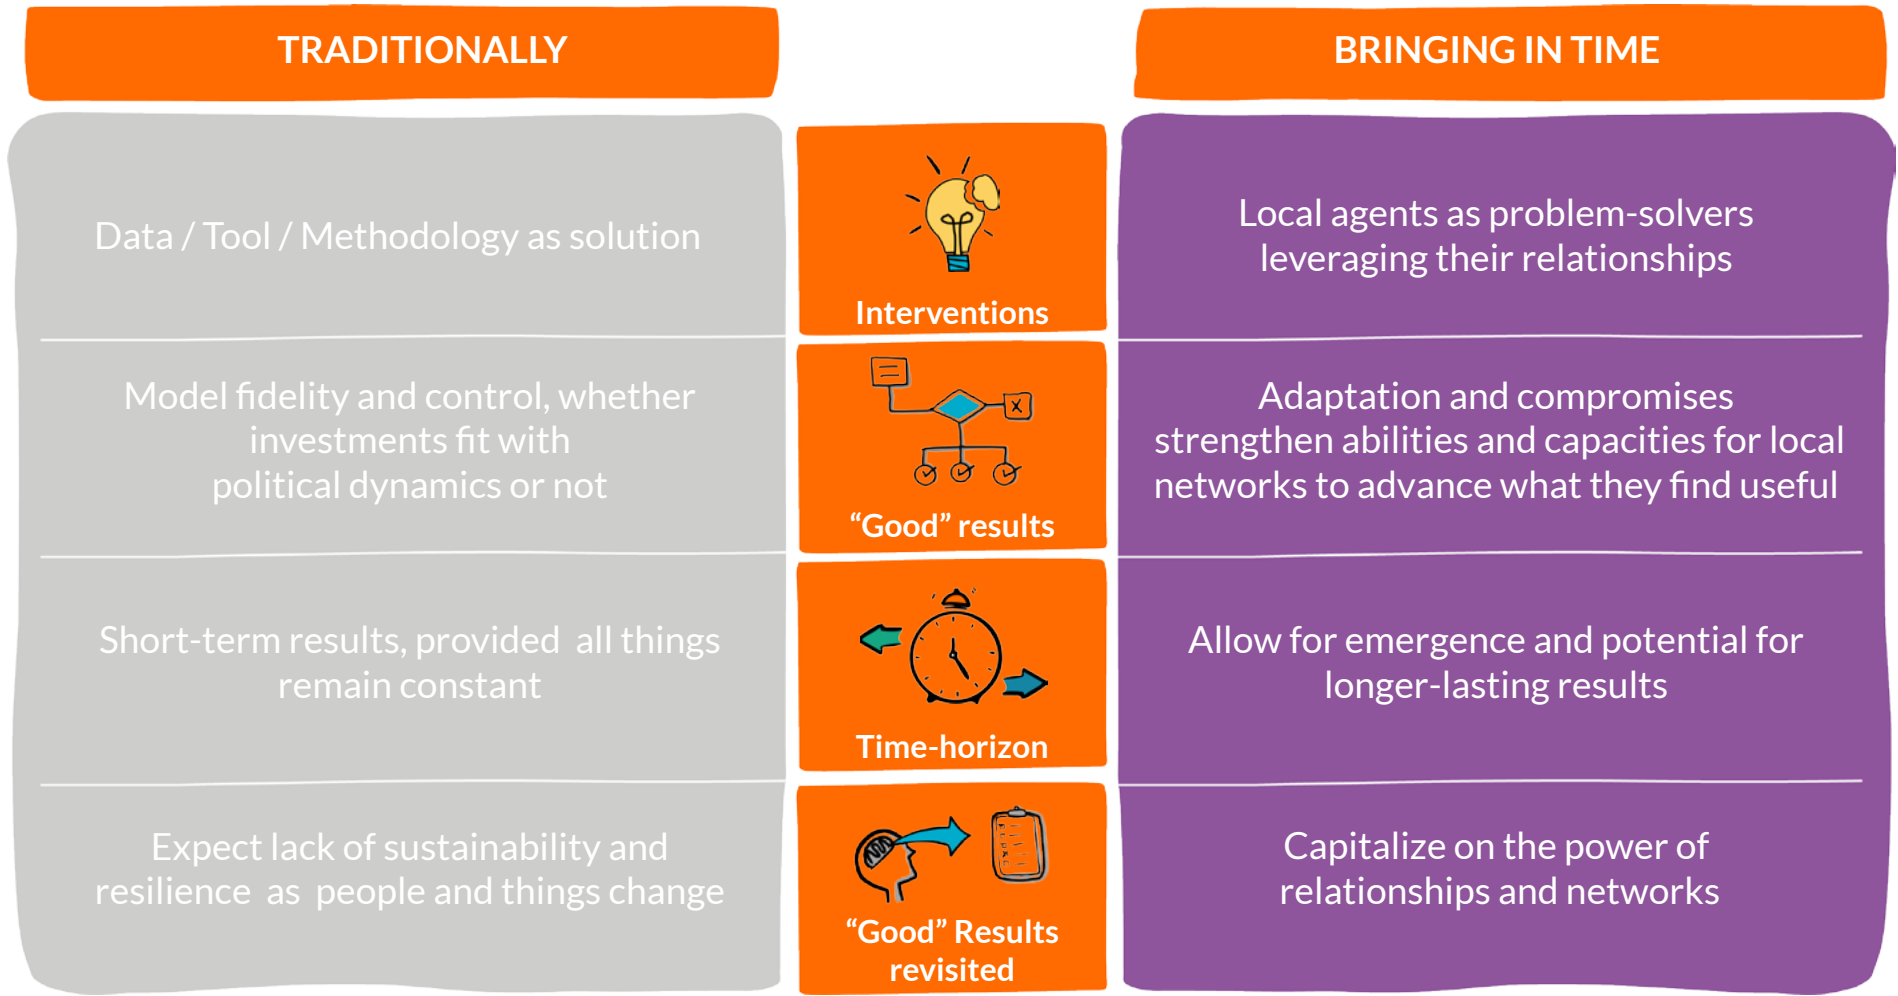 TRADITIONALLY
BRINGING IN TIME
Data / Tool / Methodology as solution
Interventions
Local agents as problem-solvers
leveraging their relationships
Model fidelity and control, whether
investments fit with
political dynamics or not
“Good” results
Adaptation and compromises
strengthen abilities and capacities for local
networks to advance what they find useful
Short-term results, provided  all things
remain constant
Time-horizon
Allow for emergence and potential for
longer-lasting results
Expect lack of sustainability and
resilience  as  people and things change
“Good” Results
revisited
Capitalize on the power of
relationships and networks